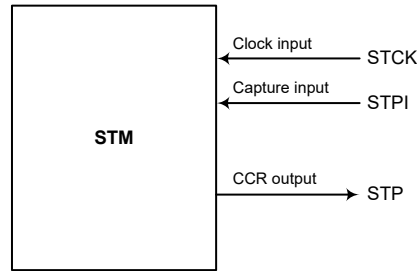 Clock input
STCK
Capture input
STPI
STM
CCR output
STP